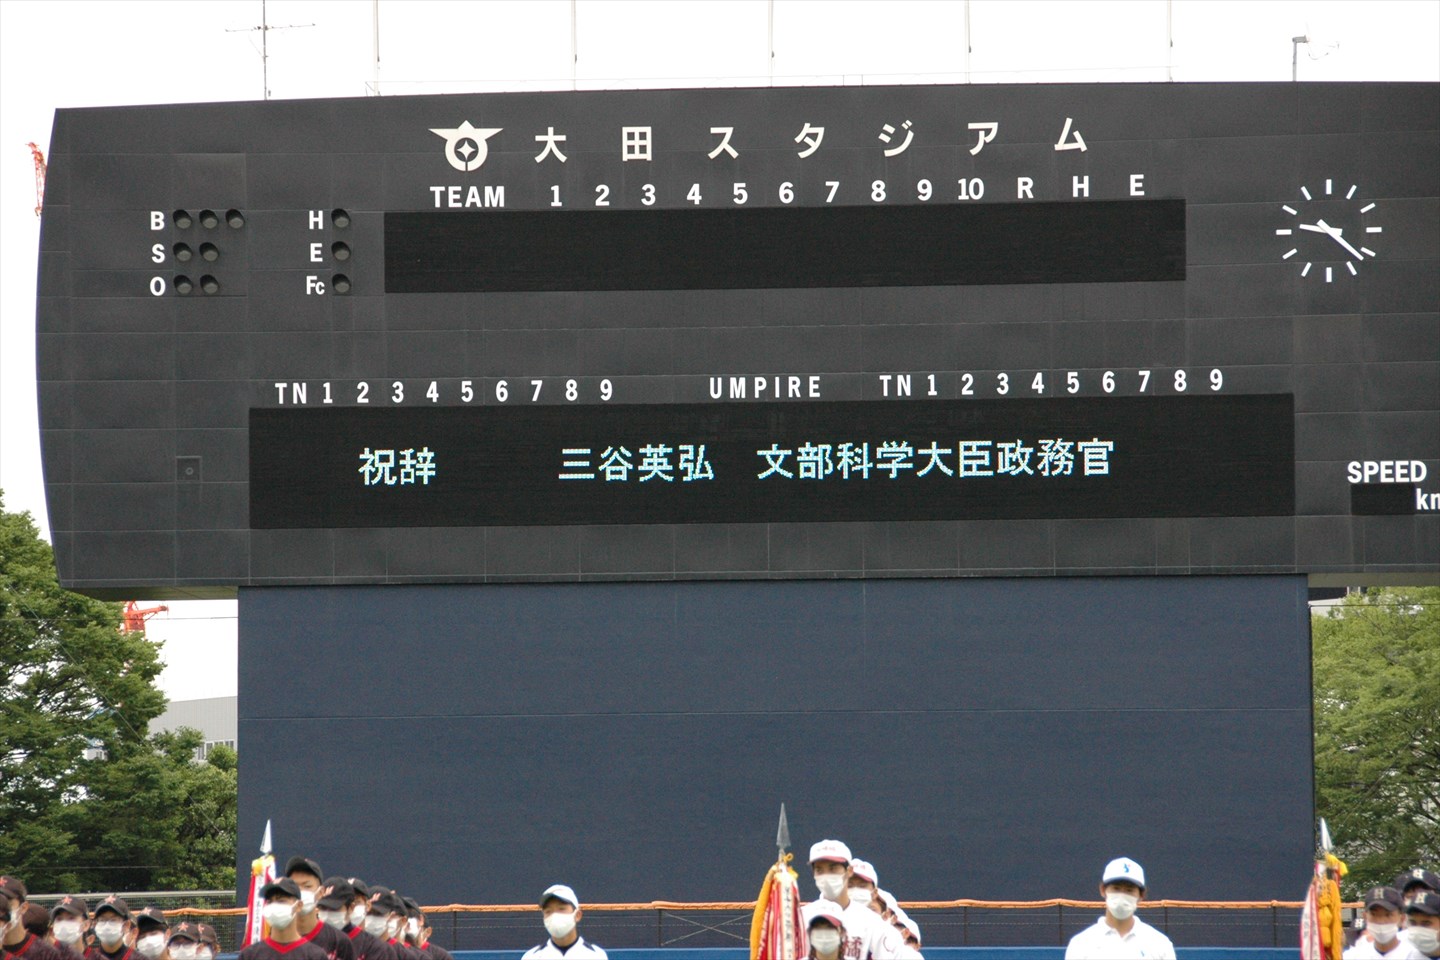 大田スタジアム
TEAM 1 2 3 4 5 6 7 8 9 10 R H E
B H
S E
O Fc
TN 1 2 3 4 5 6 7 8 9 UMPIRE TN 1 2 3 4 5 6 7 8 9
祝辞 三谷英弘 文部科学大臣政務官
SPEED
km